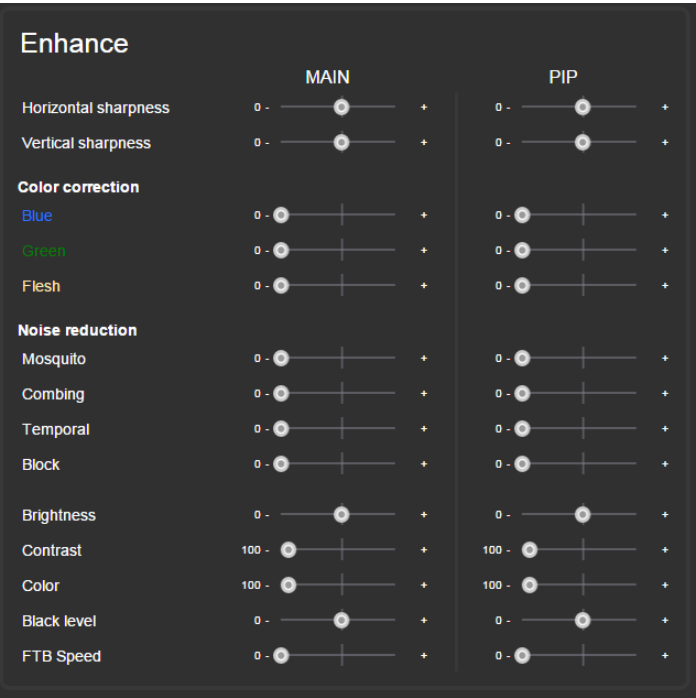 Enhance
MAIN PIP
Horizontal sharpness 0 - + 0 - +
Vertical sharpness 0 - + 0 - +
Color correction
Blue 0 - + 0 - +
Green 0 - + 0 - +
Flesh 0 - + 0 - +
Noise reduction
Mosquito 0 - + 0 - +
Combing 0 - + 0 - +
Temporal 0 - + 0 - +
Block 0 - + 0 - +
Brightness 0 - + 0 - +
Contrast 100 - + 100 - +
Color 100 - + 100 - +
Black level 0 - + 0 - +
FTB Speed 0 - + 0 - +